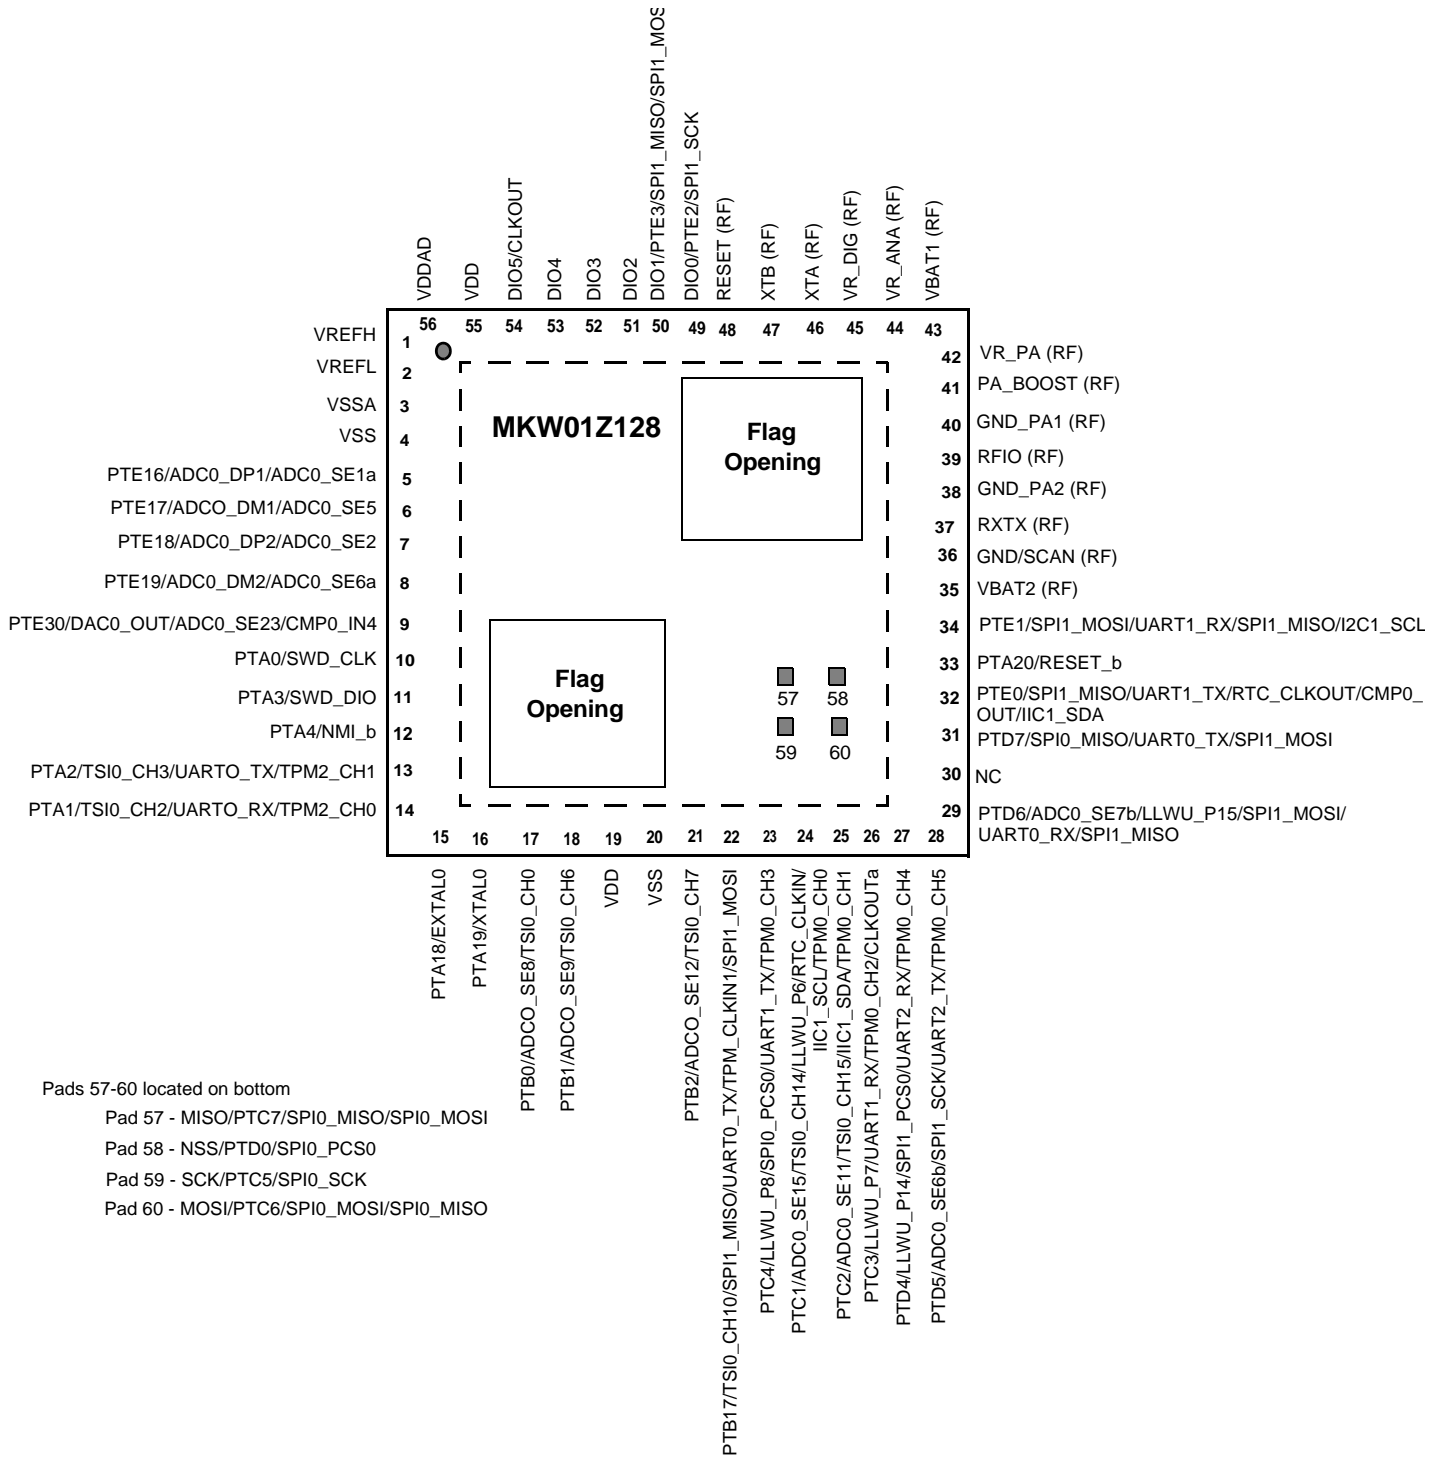 DIO1/PTE3/SPI1_MISO/SPI1_MOS
VDDAD
VDD
DIO5/CLKOUT
DIO4
DIO3
DIO2
DIO0/PTE2/SPI1_SCK
RESET (RF)
XTB (RF)
XTA (RF)
VR_DIG (RF)
VR_ANA (RF)
VBAT1 (RF)
56 55 54 53 52 51 50 49 48 47 46 45 44 43
VREFH 1
VREFL 2
VSSA 3
VSS 4
PTE16/ADC0_DP1/ADC0_SE1a 5
PTE17/ADCO_DM1/ADC0_SE5 6
PTE18/ADC0_DP2/ADC0_SE2 7
PTE19/ADC0_DM2/ADC0_SE6a 8
PTE30/DAC0_OUT/ADC0_SE23/CMP0_IN4 9
PTA0/SWD_CLK 10
PTA3/SWD_DIO 11
PTA4/NMI_b 12
PTA2/TSI0_CH3/UARTO_TX/TPM2_CH1 13
PTA1/TSI0_CH2/UARTO_RX/TPM2_CH0 14
MKW01Z128
Flag
Opening
Flag
Opening
57 58
59 60
42 VR_PA (RF)
41 PA_BOOST (RF)
40 GND_PA1 (RF)
39 RFIO (RF)
38 GND_PA2 (RF)
37 RXTX (RF)
36 GND/SCAN (RF)
35 VBAT2 (RF)
34 PTE1/SPI1_MOSI/UART1_RX/SPI1_MISO/I2C1_SCL
33 PTA20/RESET_b
32 PTE0/SPI1_MISO/UART1_TX/RTC_CLKOUT/CMP0_
OUT/IIC1_SDA
31 PTD7/SPI0_MISO/UART0_TX/SPI1_MOSI
30 NC
29 PTD6/ADC0_SE7b/LLWU_P15/SPI1_MOSI/
UART0_RX/SPI1_MISO
15 16 17 18 19 20 21 22 23 24 25 26 27 28
PTA18/EXTAL0
PTA19/XTAL0
PTB0/ADCO_SE8/TSI0_CH0
PTB1/ADCO_SE9/TSI0_CH6
VDD
VSS
PTB2/ADCO_SE12/TSI0_CH7
PTB17/TSI0_CH10/SPI1_MISO/UART0_TX/TPM_CLKIN1/SPI1_MOSI
PTC4/LLWU_P8/SPI0_PCS0/UART1_TX/TPM0_CH3
PTC1/ADC0_SE15/TSI0_CH14/LLWU_P6/RTC_CLKIN/
IIC1_SCL/TPM0_CH0
PTC2/ADC0_SE11/TSI0_CH15/IIC1_SDA/TPM0_CH1
PTC3/LLWU_P7/UART1_RX/TPM0_CH2/CLKOUTa
PTD4/LLWU_P14/SPI1_PCS0/UART2_RX/TPM0_CH4
PTD5/ADC0_SE6b/SPI1_SCK/UART2_TX/TPM0_CH5
Pads 57-60 located on bottom
Pad 57 - MISO/PTC7/SPI0_MISO/SPI0_MOSI
Pad 58 - NSS/PTD0/SPI0_PCS0
Pad 59 - SCK/PTC5/SPI0_SCK
Pad 60 - MOSI/PTC6/SPI0_MOSI/SPI0_MISO